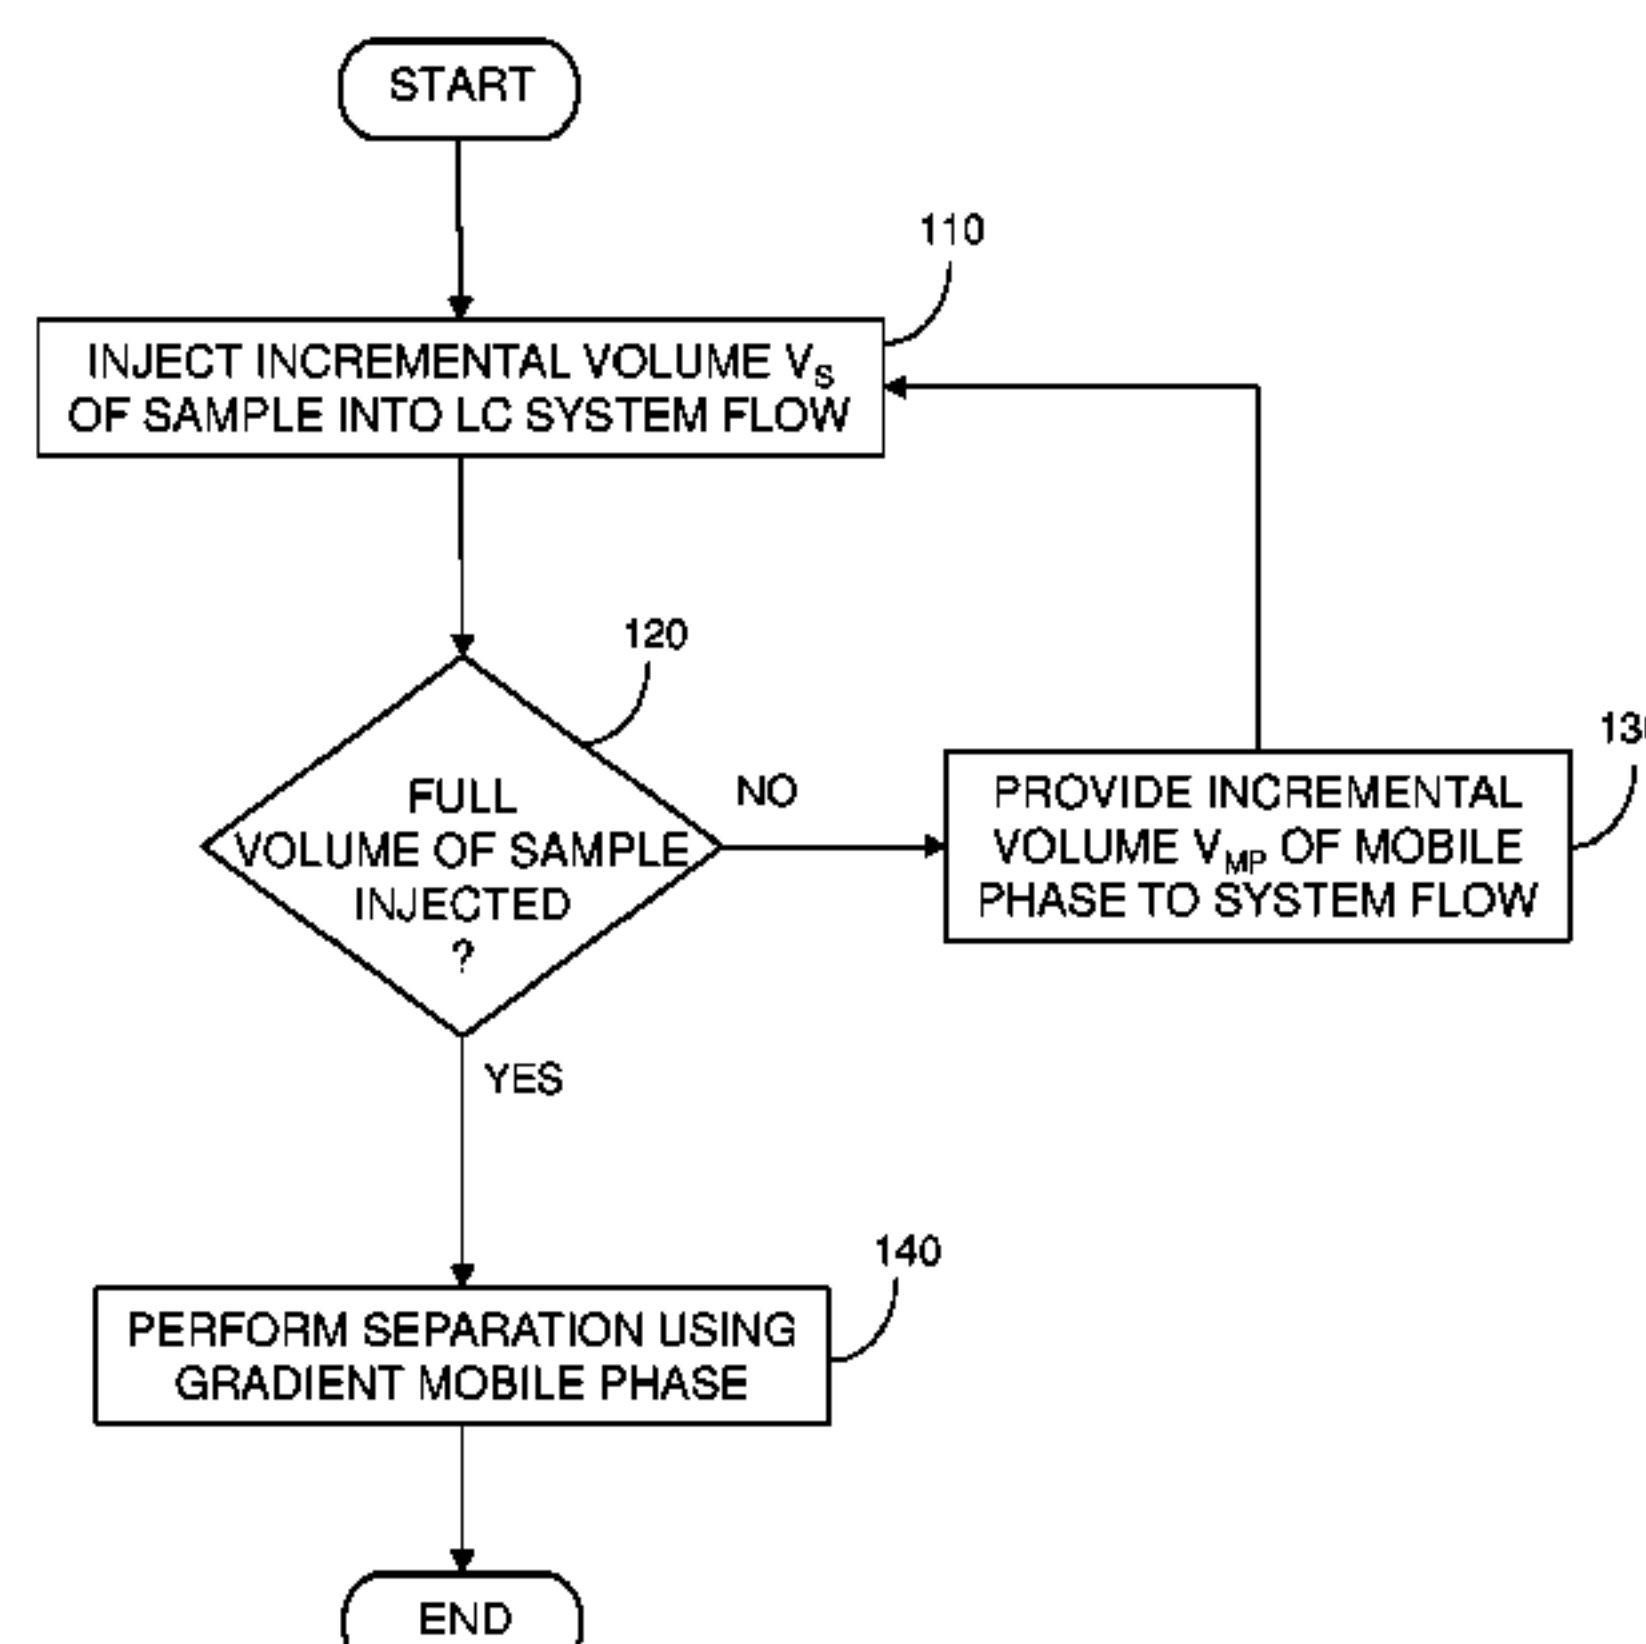 START
110
INJECT INCREMENTAL VOLUME VS
OF SAMPLE INTO LC SYSTEM FLOW
120
FULL
VOLUME OF SAMPLE
INJECTED
?
NO
130
PROVIDE INCREMENTAL
VOLUME VMP OF MOBILE
PHASE TO SYSTEM FLOW
YES
140
PERFORM SEPARATION USING
GRADIENT MOBILE PHASE
END